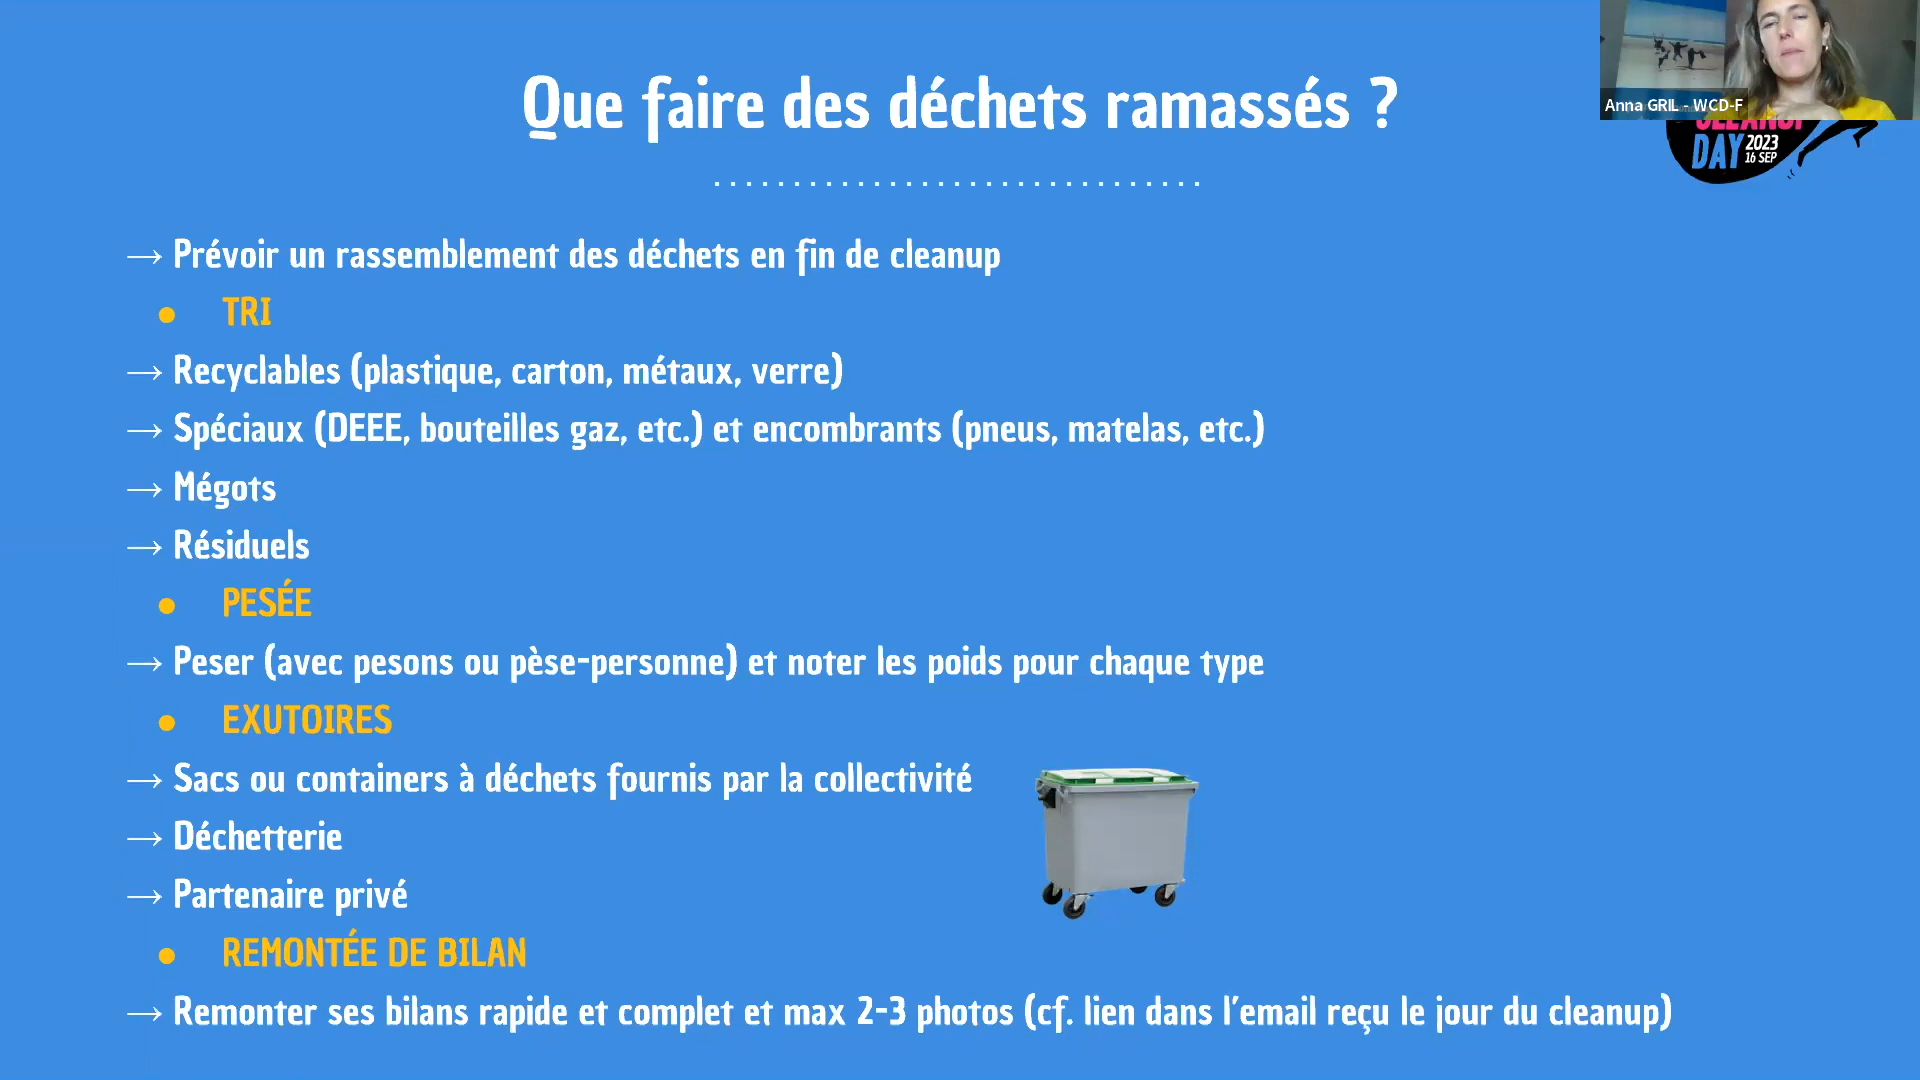 Que faire des déchets ramassés ?
Anna GRIL - WCD-F
DAY 2023
16 SEP
→ Prévoir un rassemblement des déchets en fin de cleanup
● TRI
→ Recyclables (plastique, carton, métaux, verre)
→ Spéciaux (DEEE, bouteilles gaz, etc.) et encombrants (pneus, matelas, etc.)
→ Mégots
→ Résiduels
● PESÉE
→ Peser (avec pesons ou pèse-personne) et noter les poids pour chaque type
● EXUTOIRES
→ Sacs ou containers à déchets fournis par la collectivité
→ Déchetterie
→ Partenaire privé
● REMONTÉE DE BILAN
→ Remonter ses bilans rapide et complet et max 2-3 photos (cf. lien dans l'email reçu le jour du cleanup)